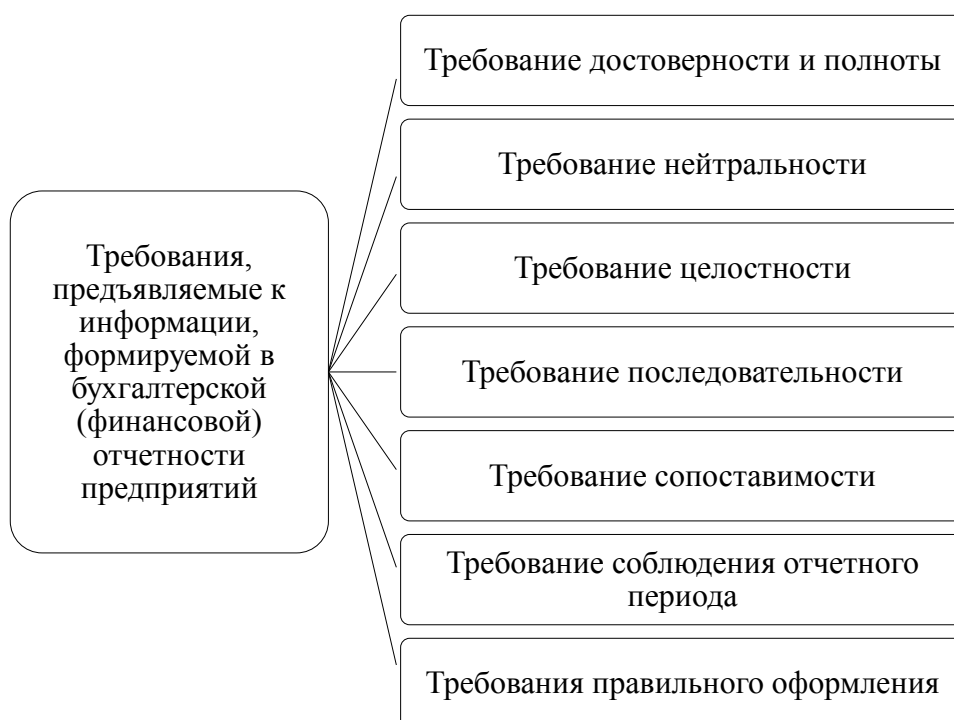 Требования,
предъявляемые к
информации,
формируемой в
бухгалтерской
(финансовой)
отчетности
предприятий
Требование достоверности и полноты
Требование нейтральности
Требование целостности
Требование последовательности
Требование сопоставимости
Требование соблюдения отчетного
периода
Требования правильного оформления